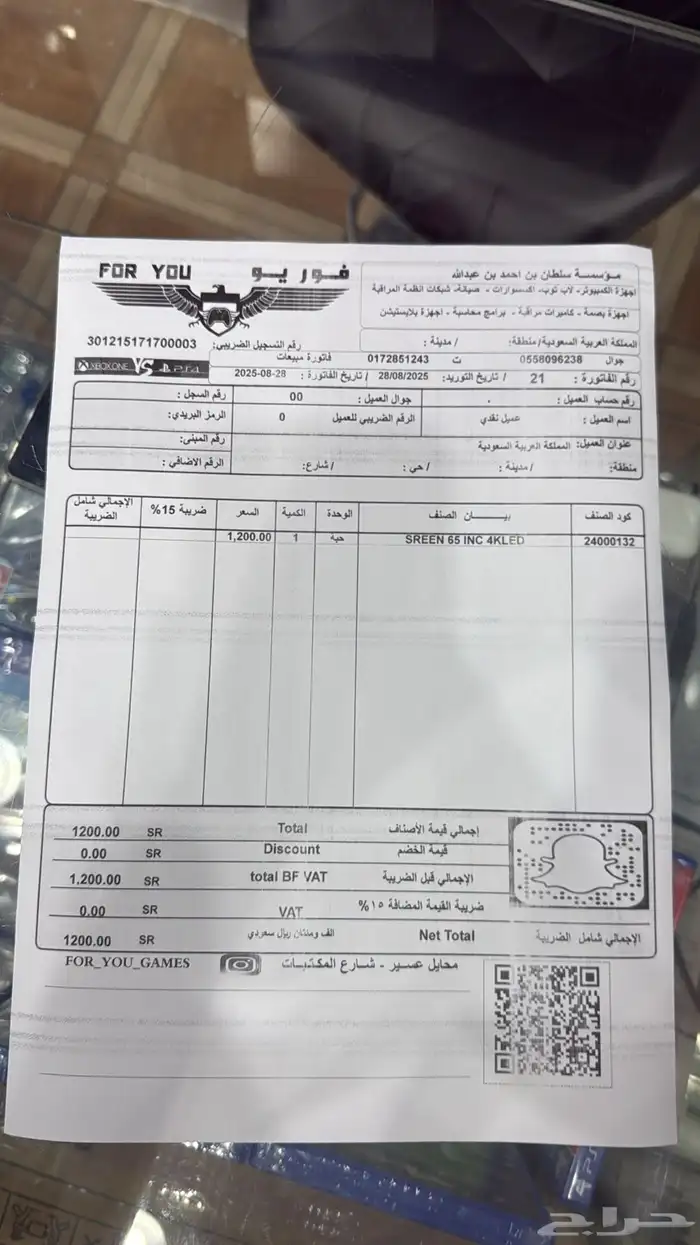 FOR YOU فوريو
مؤسسة سلطان بن احمد بن عبدالله
اجهزة الكمبيوتر- لاب توب- اكسسوارات - صيانة- شبكات انظمة المراقبة
اجهزة بصمة - كاميرات مراقبة - برامج محاسبة - اجهزة بلايستيشن
المملكة العربية السعودية/منطقة: / مدينة :
رقم التسجيل الضريبي: 301215171700003
جوال 0558096238 ت 0172851243 فاتورة مبيعات
XBOX ONE VS PS4
رقم الفاتورة : 21 / تاريخ التوريد: 28/08/2025 / تاريخ الفاتورة : 2025-08-28
رقم حساب العميل : . جوال العميل : 00 رقم السجل :
اسم العميل : عميل نقدي الرقم الضريبي للعميل 0 الرمز البريدي:
عنوان العميل: المملكة العربية السعودية رقم المبنى:
منطقة: / مدينة : / حي : / شارع: الرقم الاضافي :
كود الصنف بيــان الصنف الوحدة الكمية السعر ضريبة 15% الإجمالي شامل الضريبة
24000132 SREEN 65 INC 4KLED حبة 1 1,200.00
إجمالي قيمة الأصناف Total SR 1200.00
قيمة الخصم Discount SR 0.00
الإجمالي قبل الضريبة total BF VAT SR 1,200.00
ضريبة القيمة المضافة ١٥% VAT SR 0.00
الإجمالي شامل الضريبة Net Total الف ومئتان ريال سعودي SR 1200.00
محايل عسير - شارع المكتبات FOR_YOU_GAMES
PS4
حراج